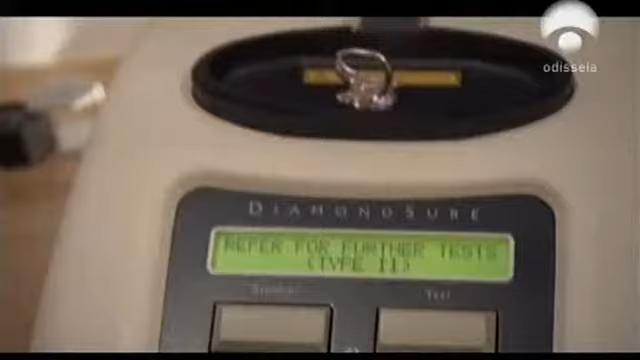 odisseia
DIAMONDSURE
REFER FOR FURTHER TESTS
(TYPE II)
Test